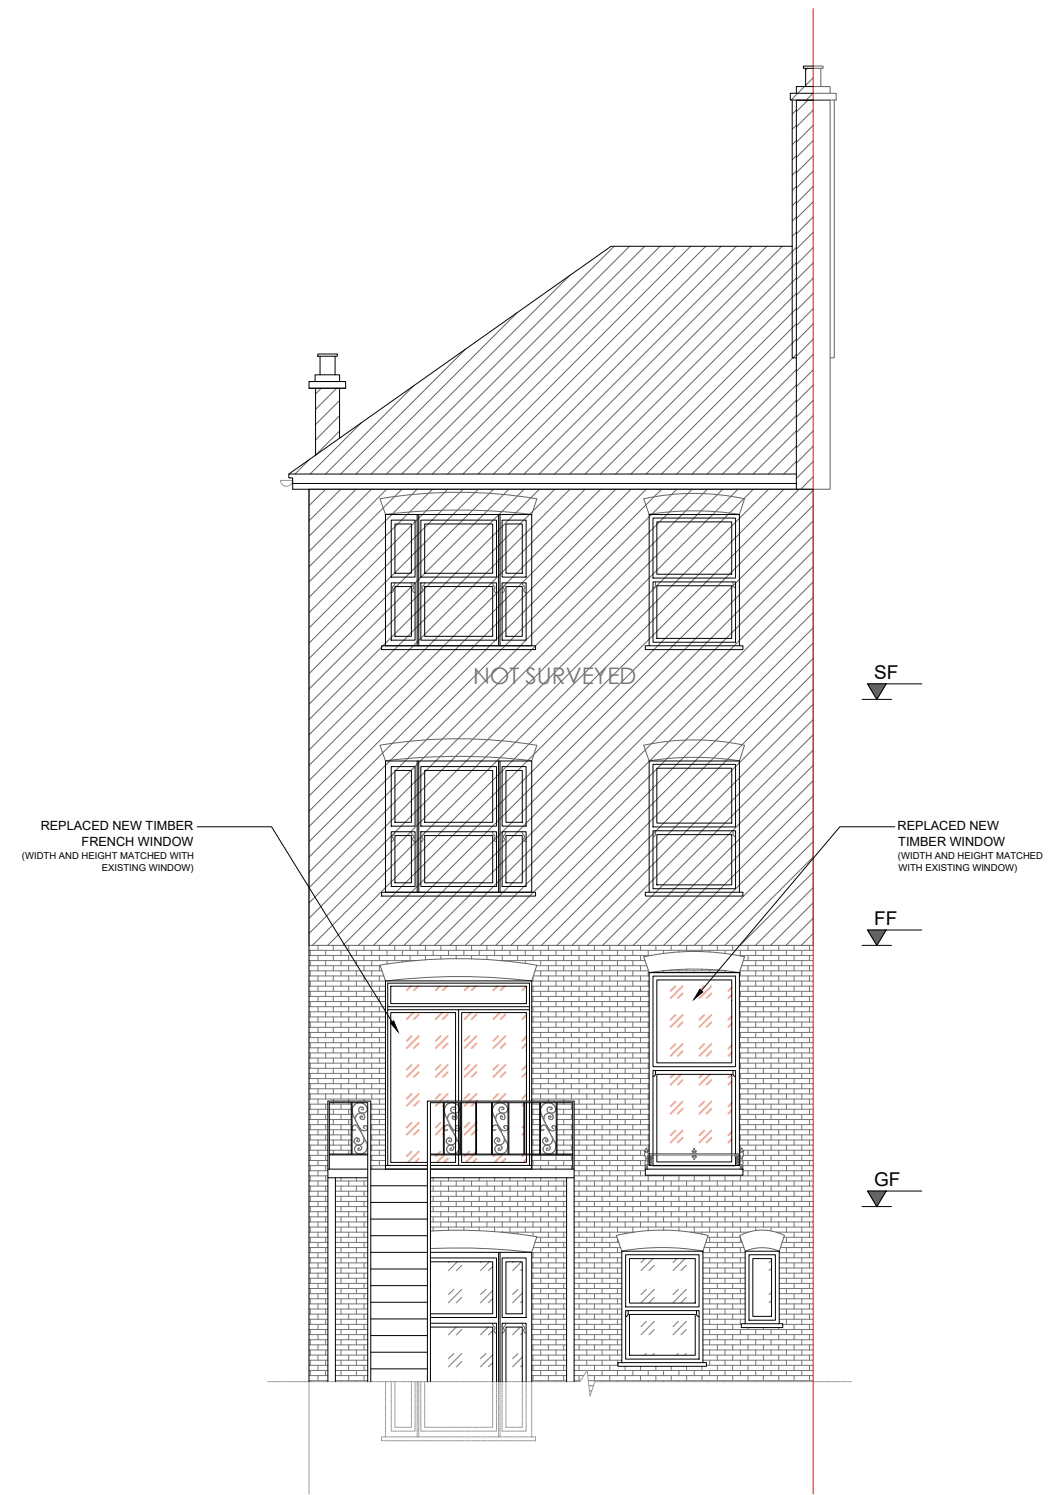 NOT SURVEYED
SF
REPLACED NEW TIMBER
FRENCH WINDOW
(WIDTH AND HEIGHT MATCHED WITH
EXISTING WINDOW)
REPLACED NEW
TIMBER WINDOW
(WIDTH AND HEIGHT MATCHED
WITH EXISTING WINDOW)
FF
GF